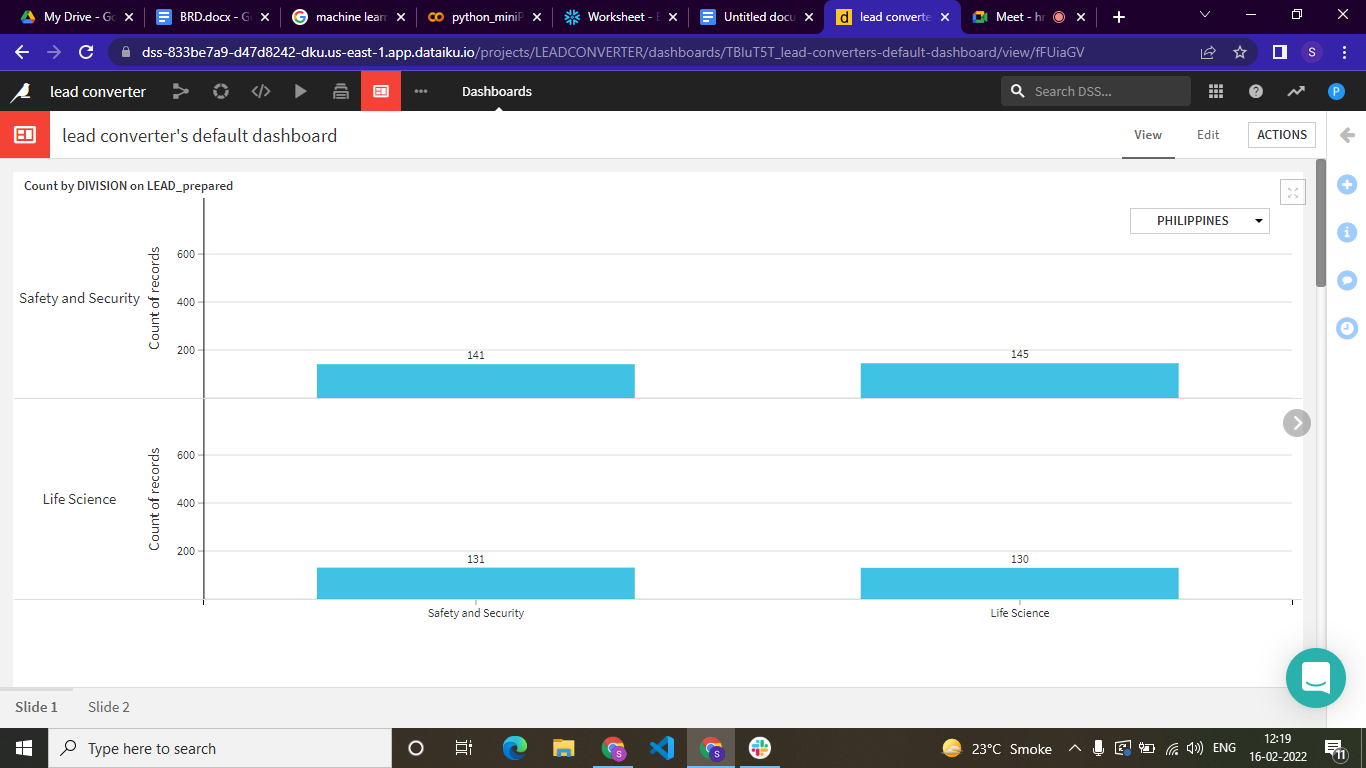 My Drive - Go
BRD.docx - G
machine lear
python_miniP
Worksheet - E
Untitled docu
lead converte
Meet - hr
dss-833be7a9-d47d8242-dku.us-east-1.app.dataiku.io/projects/LEADCONVERTER/dashboards/TBIuT5T_lead-converters-default-dashboard/view/fFUiaGV
S
lead converter
Dashboards
Search DSS...
P
lead converter's default dashboard
View
Edit
ACTIONS
Count by DIVISION on LEAD_prepared
PHILIPPINES
Safety and Security
Count of records
600
400
200
141
145
Life Science
Count of records
600
400
200
131
130
Safety and Security
Life Science
Slide 1
Slide 2
Type here to search
S
S
23°C Smoke
ENG
12:19
16-02-2022
11